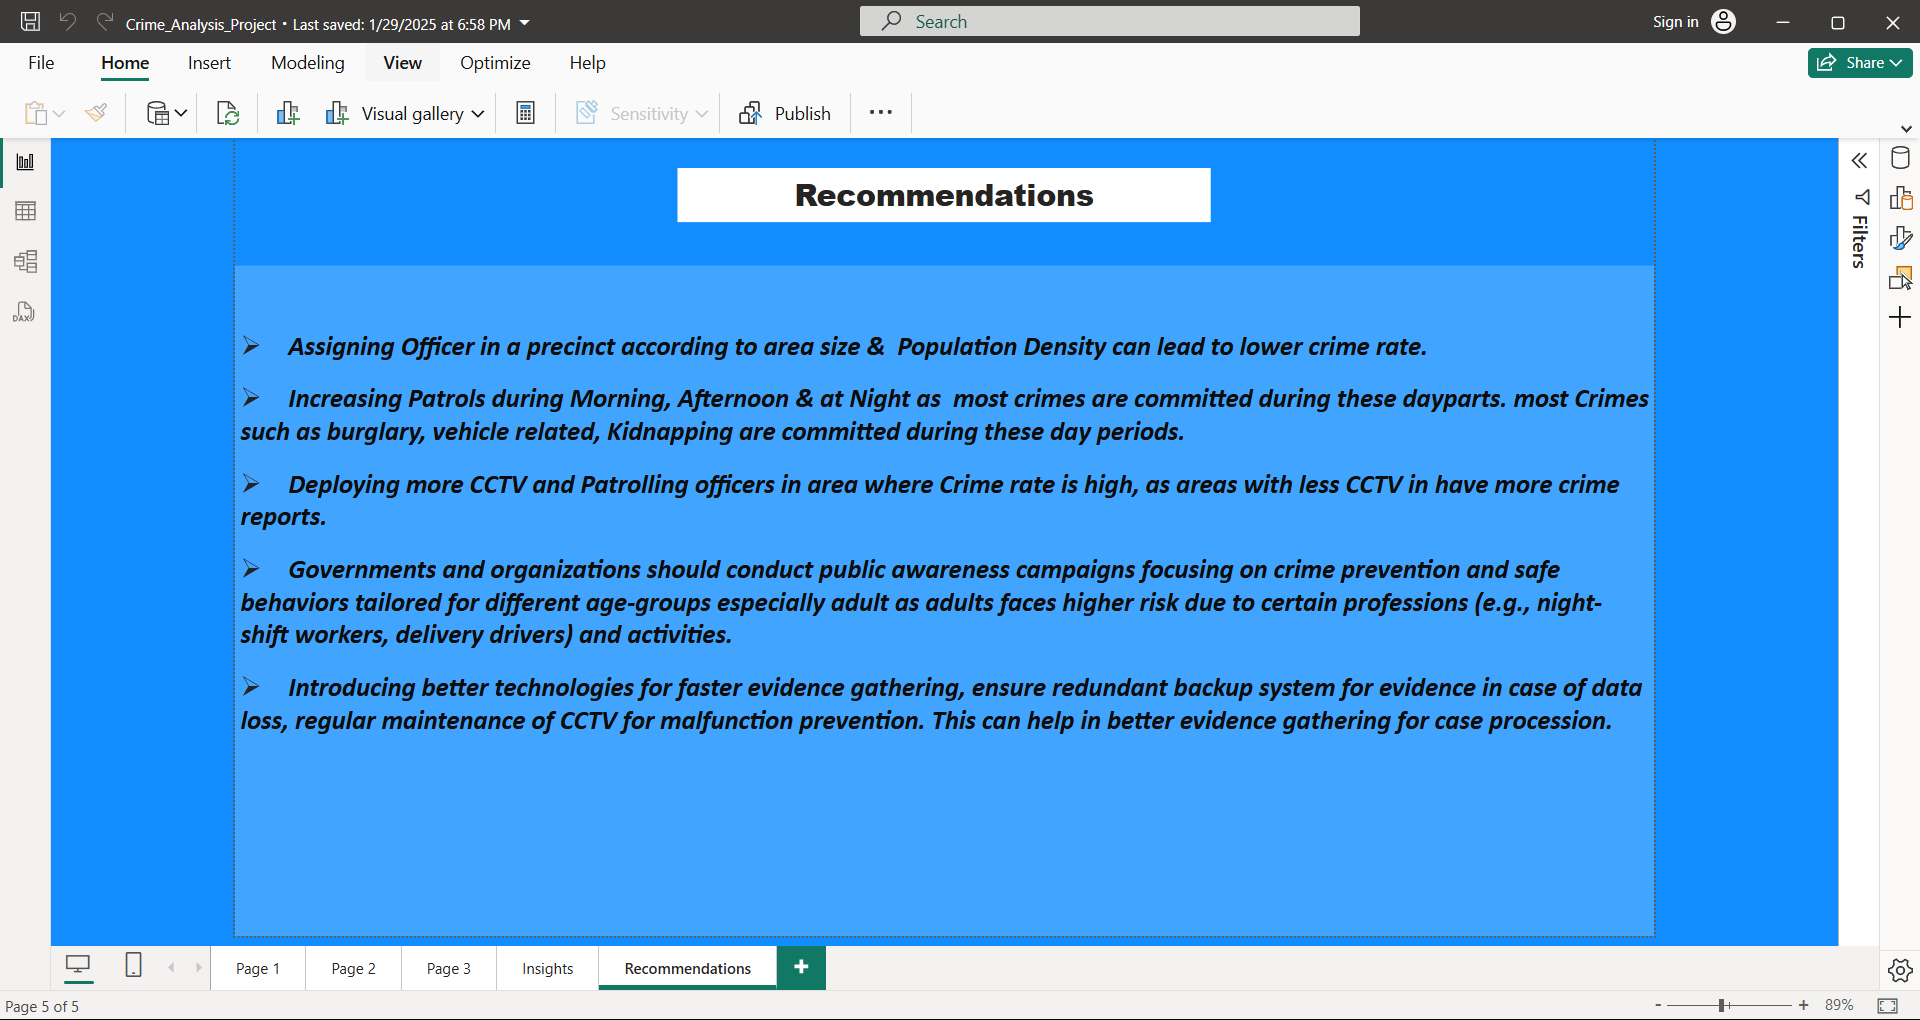 Crime_Analysis_Project • Last saved: 1/29/2025 at 6:58 PM
Search
Sign in
File Home Insert Modeling View Optimize Help
Share
Visual gallery
Sensitivity
Publish
DAX
Filters
Recommendations
➢ Assigning Officer in a precinct according to area size & Population Density can lead to lower crime rate.
➢ Increasing Patrols during Morning, Afternoon & at Night as most crimes are committed during these dayparts. most Crimes
such as burglary, vehicle related, Kidnapping are committed during these day periods.
➢ Deploying more CCTV and Patrolling officers in area where Crime rate is high, as areas with less CCTV in have more crime
reports.
➢ Governments and organizations should conduct public awareness campaigns focusing on crime prevention and safe
behaviors tailored for different age-groups especially adult as adults faces higher risk due to certain professions (e.g., night-
shift workers, delivery drivers) and activities.
➢ Introducing better technologies for faster evidence gathering, ensure redundant backup system for evidence in case of data
loss, regular maintenance of CCTV for malfunction prevention. This can help in better evidence gathering for case procession.
Page 1 Page 2 Page 3 Insights Recommendations
Page 5 of 5
- + 89%